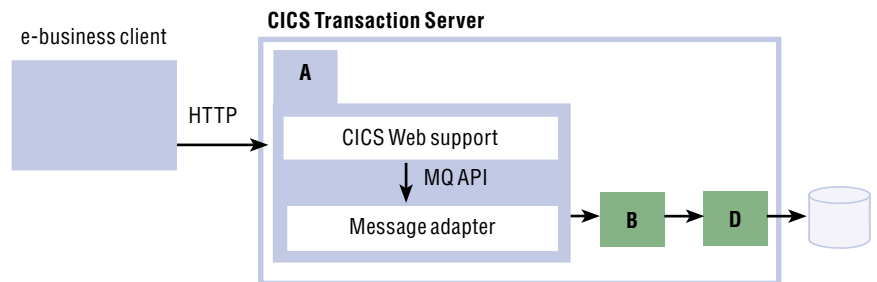 CICS Transaction Server
e-business client
A
HTTP
CICS Web support
MQ API
Message adapter
B
D